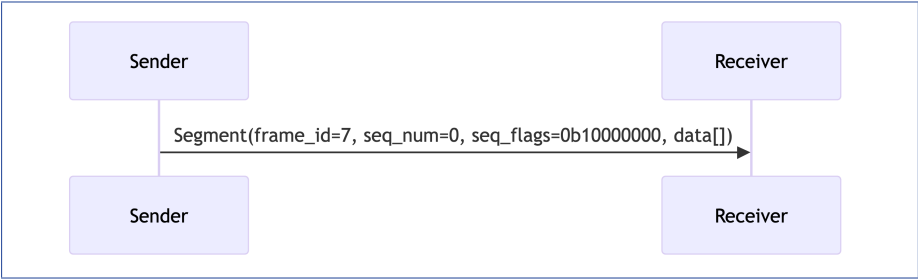 Sender
Receiver
Segment(frame_id=7, seq_num=0, seq_flags=0b10000000, data[])
Sender
Receiver